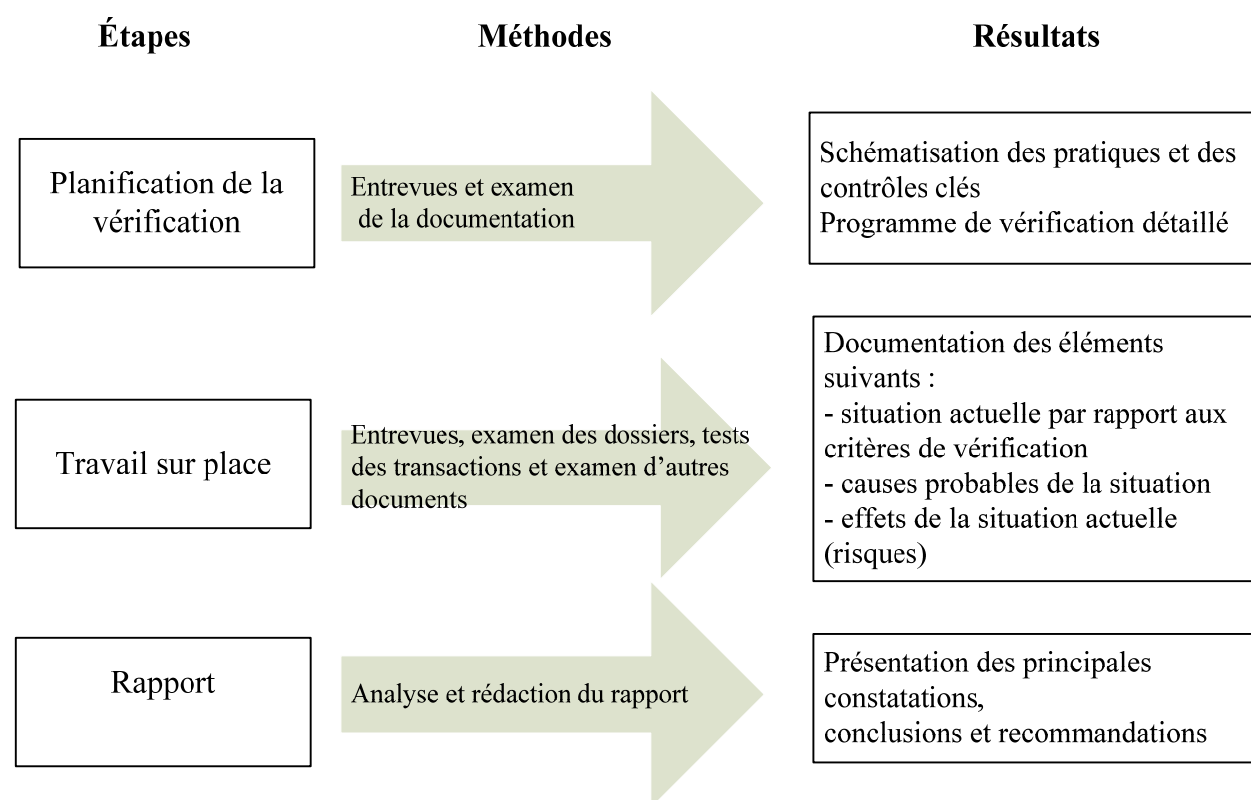 Étapes
Méthodes
Résultats
Planification de la
vérification
Entrevues et examen
de la documentation
Schématisation des pratiques et des
contrôles clés
Programme de vérification détaillé
Travail sur place
Entrevues, examen des dossiers, tests
des transactions et examen d’autres
documents
Documentation des éléments
suivants :
- situation actuelle par rapport aux
critères de vérification
- causes probables de la situation
- effets de la situation actuelle
(risques)
Rapport
Analyse et rédaction du rapport
Présentation des principales
constatations,
conclusions et recommandations